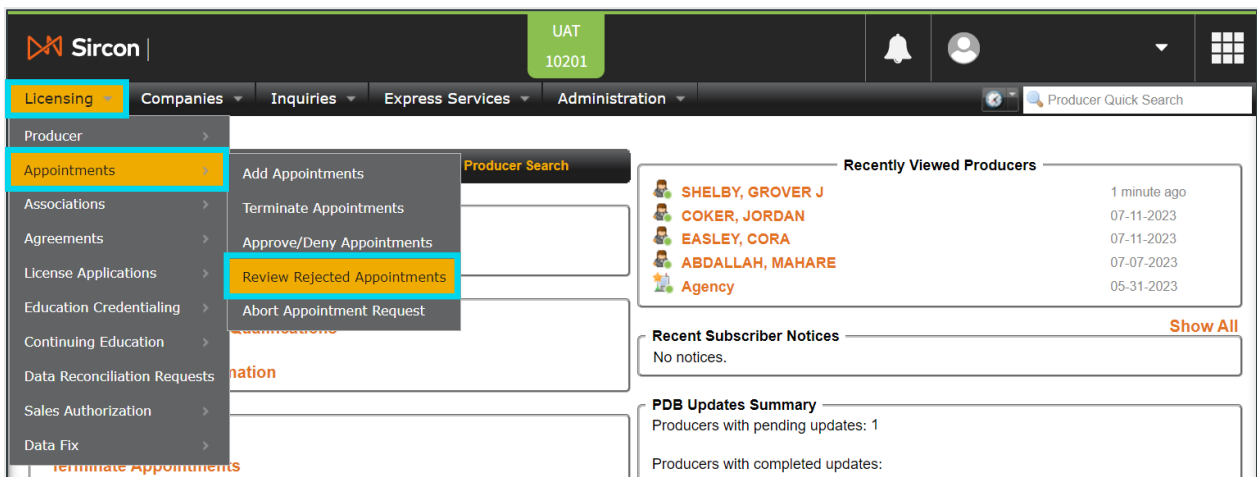 Sircon
UAT
10201
Licensing
Companies
Inquiries
Express Services
Administration
Producer Quick Search
Producer
Appointments
Associations
Agreements
License Applications
Education Credentialing
Continuing Education
Data Reconciliation Requests
Sales Authorization
Data Fix
Add Appointments
Terminate Appointments
Approve/Deny Appointments
Review Rejected Appointments
Abort Appointment Request
Producer Search
Terminate Appointments
Recently Viewed Producers
SHELBY, GROVER J 1 minute ago
COKER, JORDAN 07-11-2023
EASLEY, CORA 07-11-2023
ABDALLAH, MAHARE 07-07-2023
Agency 05-31-2023
Show All
Recent Subscriber Notices
No notices.
PDB Updates Summary
Producers with pending updates: 1
Producers with completed updates: